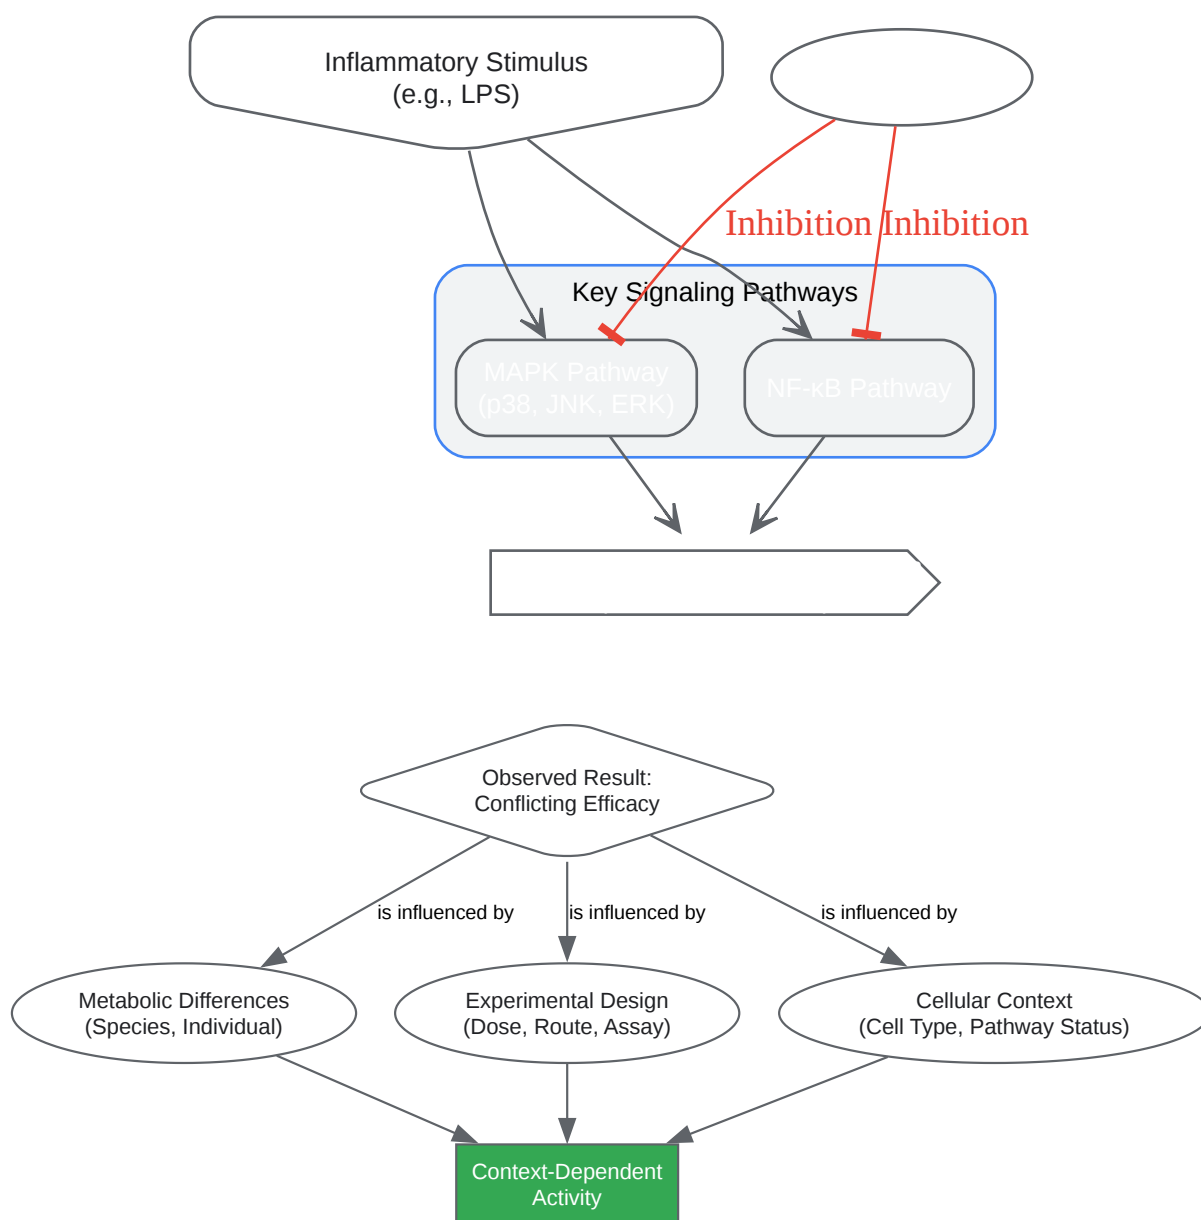 Inflammatory Stimulus
(e.g., LPS)
Inhibition Inhibition
Key Signaling Pathways
MAPK Pathway
(p38, JNK, ERK)
NF-κB Pathway
Observed Result:
Conflicting Efficacy
is influenced by
is influenced by
is influenced by
Metabolic Differences
(Species, Individual)
Experimental Design
(Dose, Route, Assay)
Cellular Context
(Cell Type, Pathway Status)
Context-Dependent
Activity